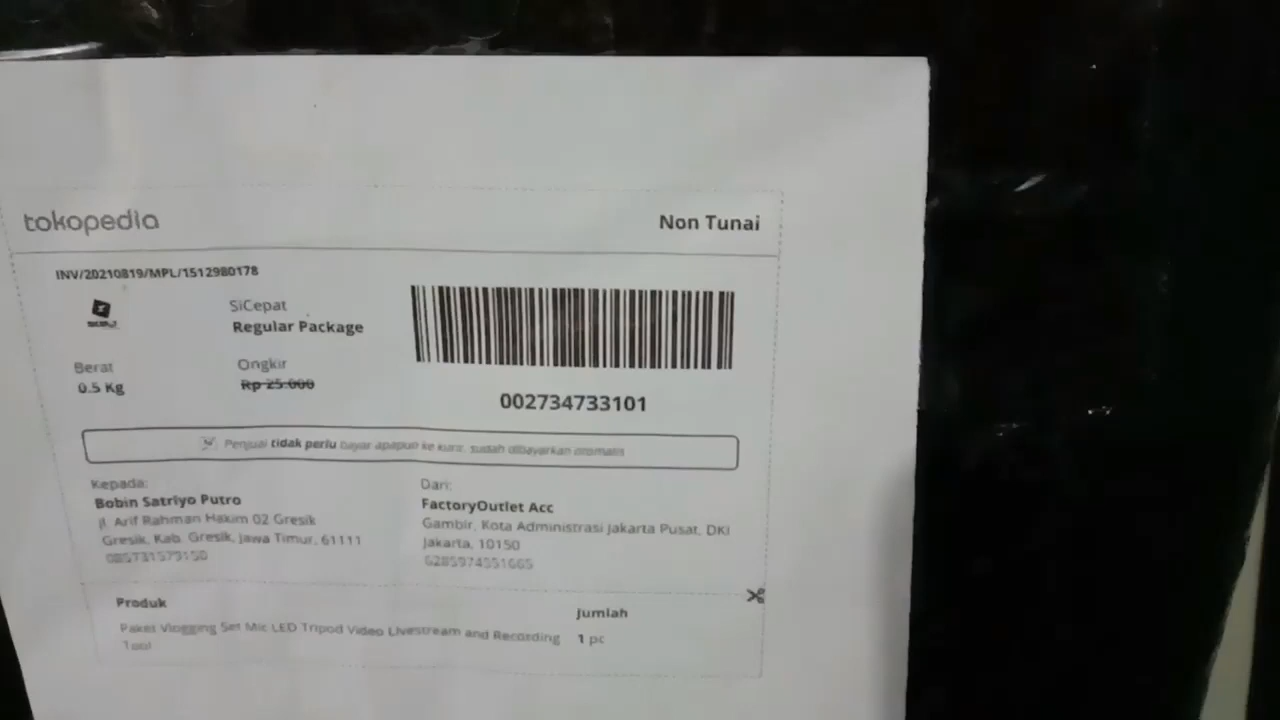 tokopedia
Non Tunai
INV/20210819/MPL/1512980178
SiCepat
Regular Package
Berat
0.5 Kg
Ongkir
Rp 25.000
002734733101
Penjual tidak perlu bayar apapun ke kurir, sudah dibayarkan otomatis
Kepada:
Bobin Satriyo Putro
Jl. Arif Rahman Hakim 02 Gresik
Gresik, Kab. Gresik, Jawa Timur, 61111
Dari:
FactoryOutlet Acc
Gambir, Kota Administrasi Jakarta Pusat, DKI
Jakarta, 10150
Produk
Jumlah
Paket Vlogging Set Mic LED Tripod Video Livestream and Recording
Tool
1 pc